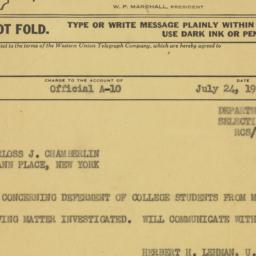 W. P. MARSHALL, PRESIDENT
OT FOLD.
TYPE OR WRITE MESSAGE PLAINLY WITHIN
USE DARK INK OR PEN
to the terms of the Western Union Telegraph Company, which are hereby agreed to
CHARGE TO THE ACCOUNT OF
DATE
Official A-10
July 24, 19
DEPARTM
SELECTI
RCS/
RLOSS J. CHAMBERLIN
ANN PLACE, NEW YORK
CONCERNING DEFERMENT OF COLLEGE STUDENTS FROM M
ING MATTER INVESTIGATED. WILL COMMUNICATE WITH
HERBERT H. LEHMAN, U.